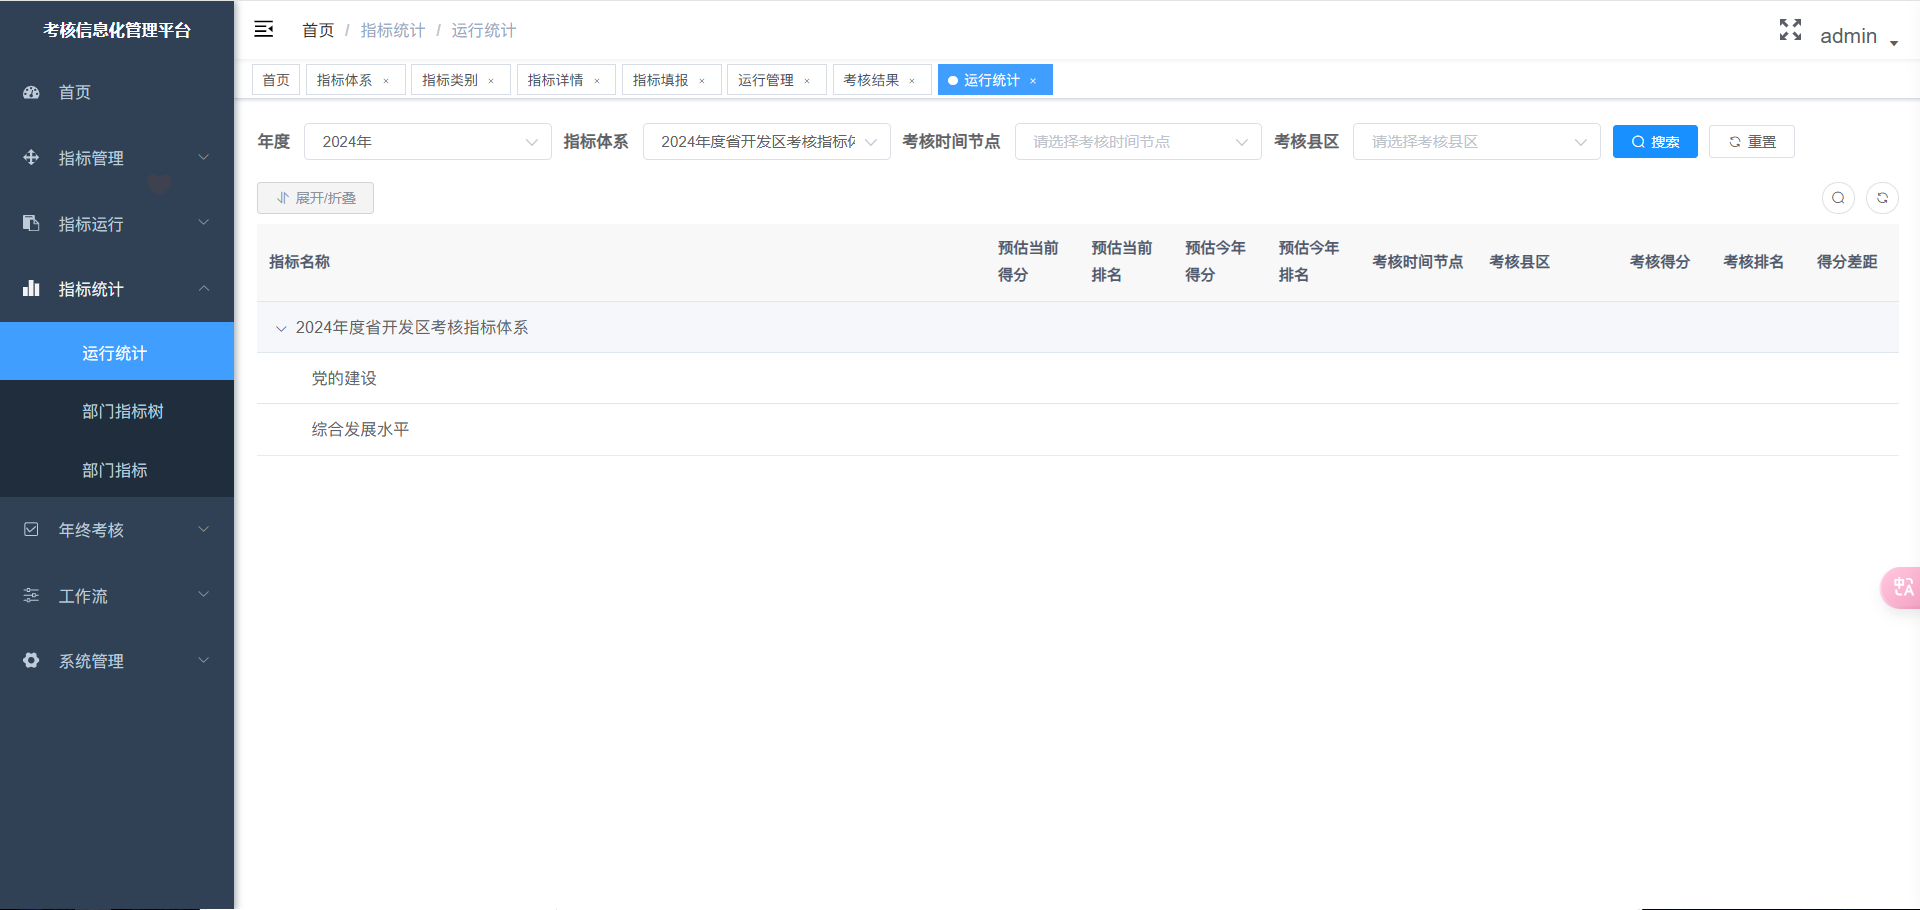 考核信息化管理平台
首页
指标管理
指标运行
指标统计
运行统计
部门指标树
部门指标
年终考核
工作流
系统管理
首页 / 指标统计 / 运行统计
admin
首页 指标体系 × 指标类别 × 指标详情 × 指标填报 × 运行管理 × 考核结果 × 运行统计 ×
年度 2024年 指标体系 2024年度省开发区考核指标体 考核时间节点 请选择考核时间节点 考核县区 请选择考核县区 搜索 重置
展开/折叠
指标名称 预估当前得分 预估当前排名 预估今年得分 预估今年排名 考核时间节点 考核县区 考核得分 考核排名 得分差距
2024年度省开发区考核指标体系
党的建设
综合发展水平
中A